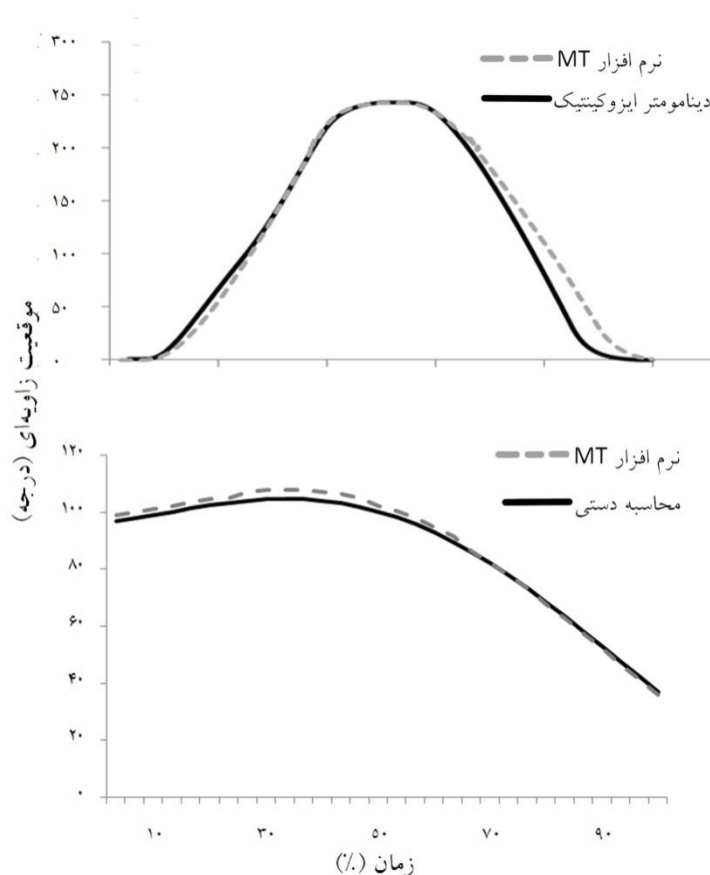 ۳۰۰
۲۵۰
۲۰۰
۱۵۰
۱۰۰
۵۰
۰
نرم افزار MT
دینامومتر ایزوکینتیک
موقعیت زاویه‌ای (درجه)
۱۲۰
۱۰۰
۸۰
۶۰
۴۰
۲۰
۰
نرم افزار MT
محاسبه دستی
۱۰ ۳۰ ۵۰ ۷۰ ۹۰
زمان (٪)